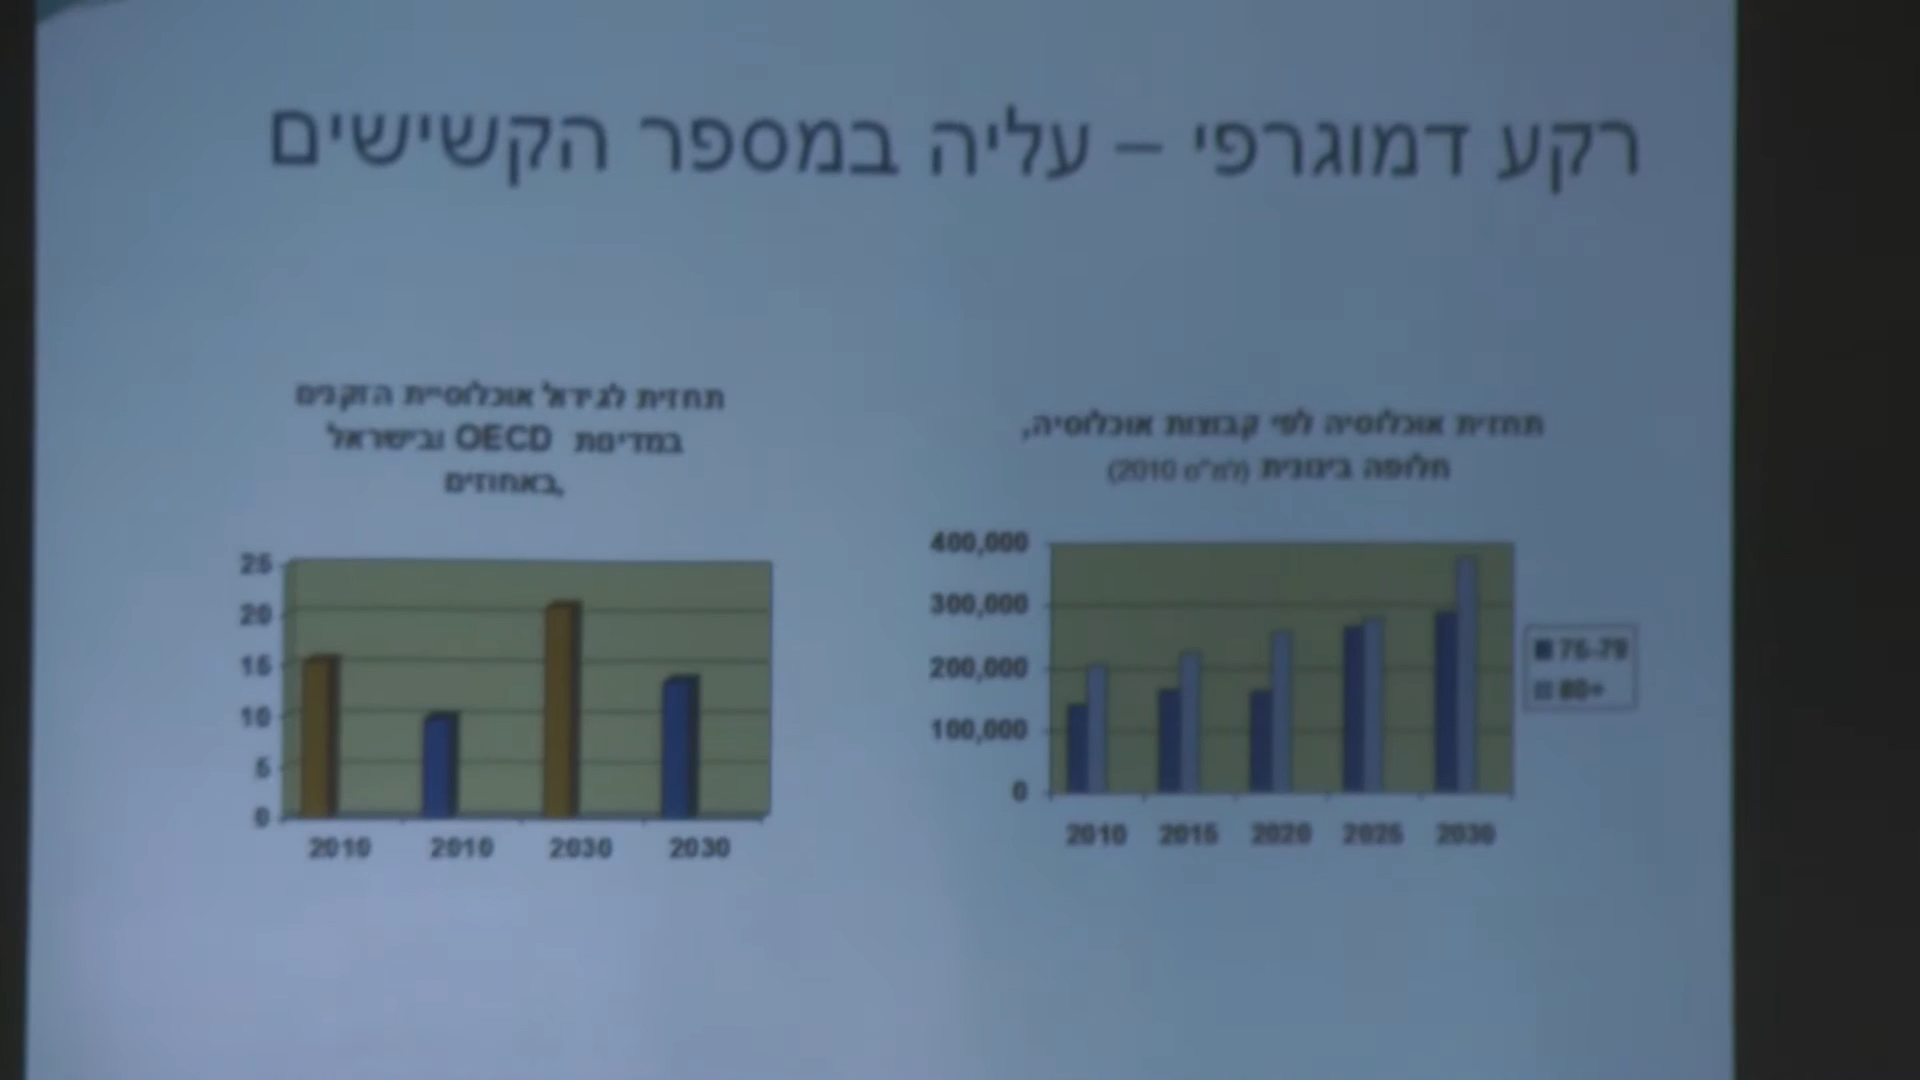 רקע דמוגרפי – עליה במספר הקשישים
תחזית אוכלוסיה לפי קבוצות אוכלוסיה,
חלופה בינונית (למ"ס 2010)
400,000
300,000
200,000
100,000
0
2010 2015 2020 2025 2030
75-79
80+
תחזית לגידול אוכלוסיית הזקנים
במדינות OECD ובישראל
באחוזים,
25
20
15
10
5
0
2010 2010 2030 2030